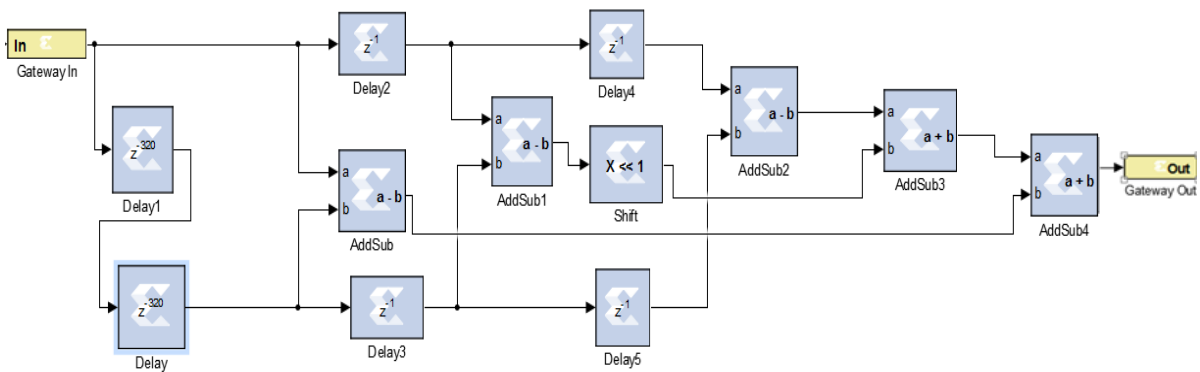 In
Gateway In
z-320
Delay1
z-320
Delay
z-1
Delay2
a
b
a - b
AddSub
z-1
Delay3
a
b
a - b
AddSub1
X << 1
Shift
z-1
Delay4
z-1
Delay5
a
b
a - b
AddSub2
a
b
a + b
AddSub3
a
b
a + b
AddSub4
Out
Gateway Out